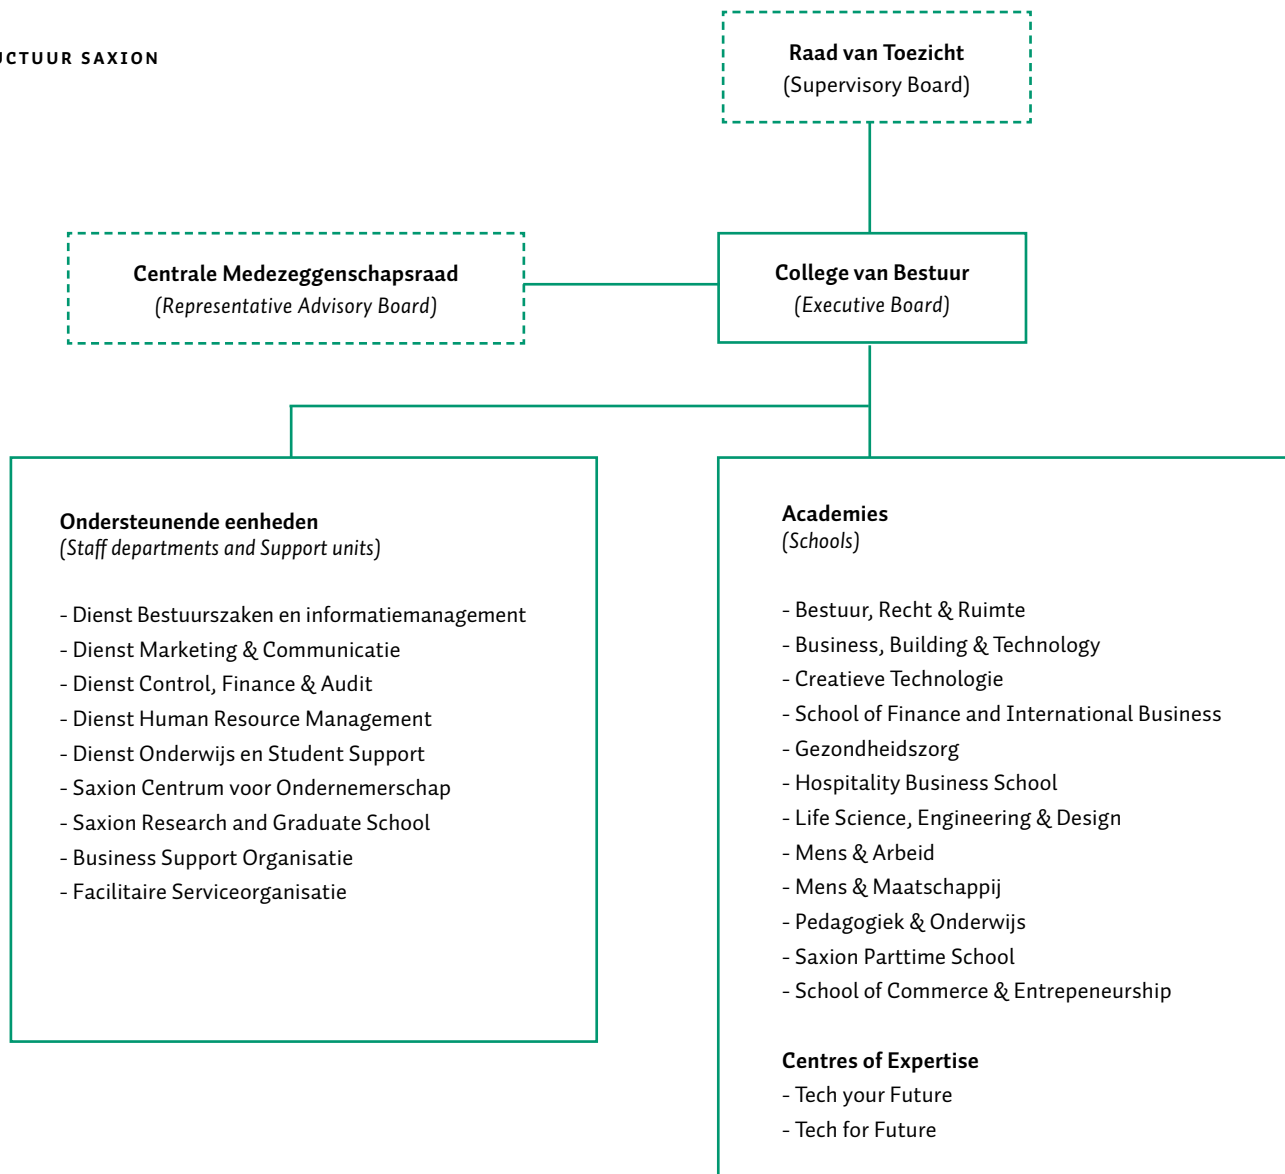 UCTUUR SAXION
Raad van Toezicht
(Supervisory Board)
Centrale Medezeggenschapsraad
(Representative Advisory Board)
College van Bestuur
(Executive Board)
Ondersteunende eenheden
(Staff departments and Support units)
- Dienst Bestuurszaken en informatiemanagement
- Dienst Marketing & Communicatie
- Dienst Control, Finance & Audit
- Dienst Human Resource Management
- Dienst Onderwijs en Student Support
- Saxion Centrum voor Ondernemerschap
- Saxion Research and Graduate School
- Business Support Organisatie
- Facilitaire Serviceorganisatie
Academies
(Schools)
- Bestuur, Recht & Ruimte
- Business, Building & Technology
- Creatieve Technologie
- School of Finance and International Business
- Gezondheidszorg
- Hospitality Business School
- Life Science, Engineering & Design
- Mens & Arbeid
- Mens & Maatschappij
- Pedagogiek & Onderwijs
- Saxion Parttime School
- School of Commerce & Entrepeneurship
Centres of Expertise
- Tech your Future
- Tech for Future